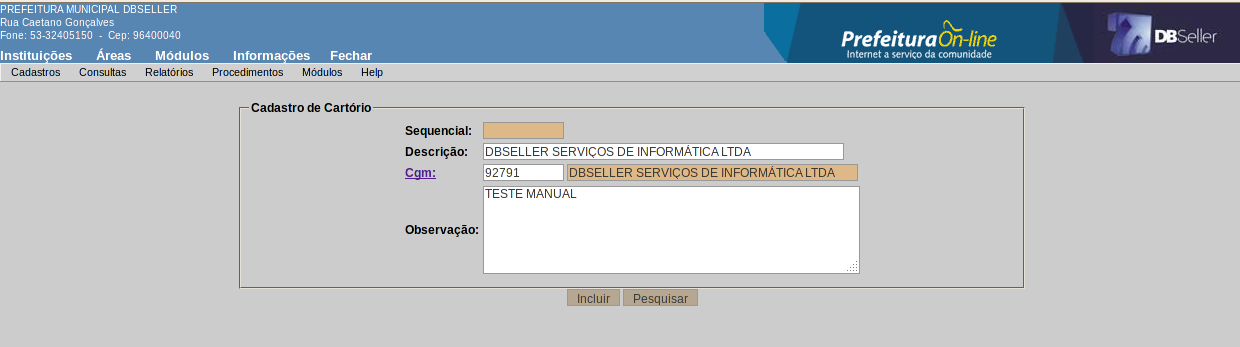 PREFEITURA MUNICIPAL DBSELLER
Rua Caetano Gonçalves
Fone: 53-32405150 - Cep: 96400040
PrefeituraOn-line
Internet a serviço da comunidade
DBSeller
Instituições Áreas Módulos Informações Fechar
Cadastros Consultas Relatórios Procedimentos Módulos Help
Cadastro de Cartório
Sequencial:
Descrição: DBSELLER SERVIÇOS DE INFORMÁTICA LTDA
Cgm: 92791 DBSELLER SERVIÇOS DE INFORMÁTICA LTDA
TESTE MANUAL
Observação:
Incluir Pesquisar